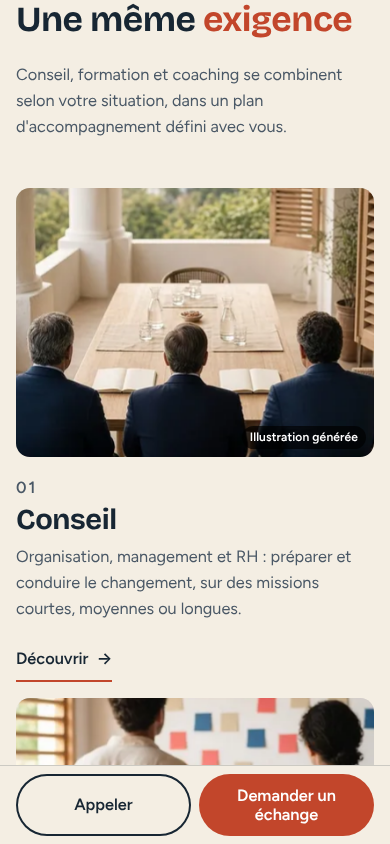 Une même exigence
Conseil, formation et coaching se combinent
selon votre situation, dans un plan
d'accompagnement défini avec vous.
Illustration générée
01
Conseil
Organisation, management et RH : préparer et
conduire le changement, sur des missions
courtes, moyennes ou longues.
Découvrir →
Appeler
Demander un
échange